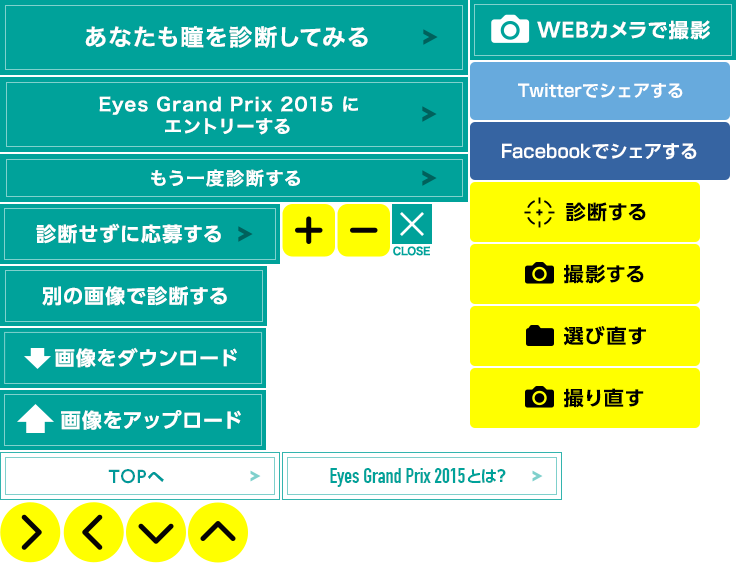 あなたも瞳を診断してみる
Eyes Grand Prix 2015 に
エントリーする
もう一度診断する
診断せずに応募する
CLOSE
別の画像で診断する
画像をダウンロード
画像をアップロード
TOPへ
Eyes Grand Prix 2015とは?
WEBカメラで撮影
Twitterでシェアする
Facebookでシェアする
診断する
撮影する
選び直す
撮り直す